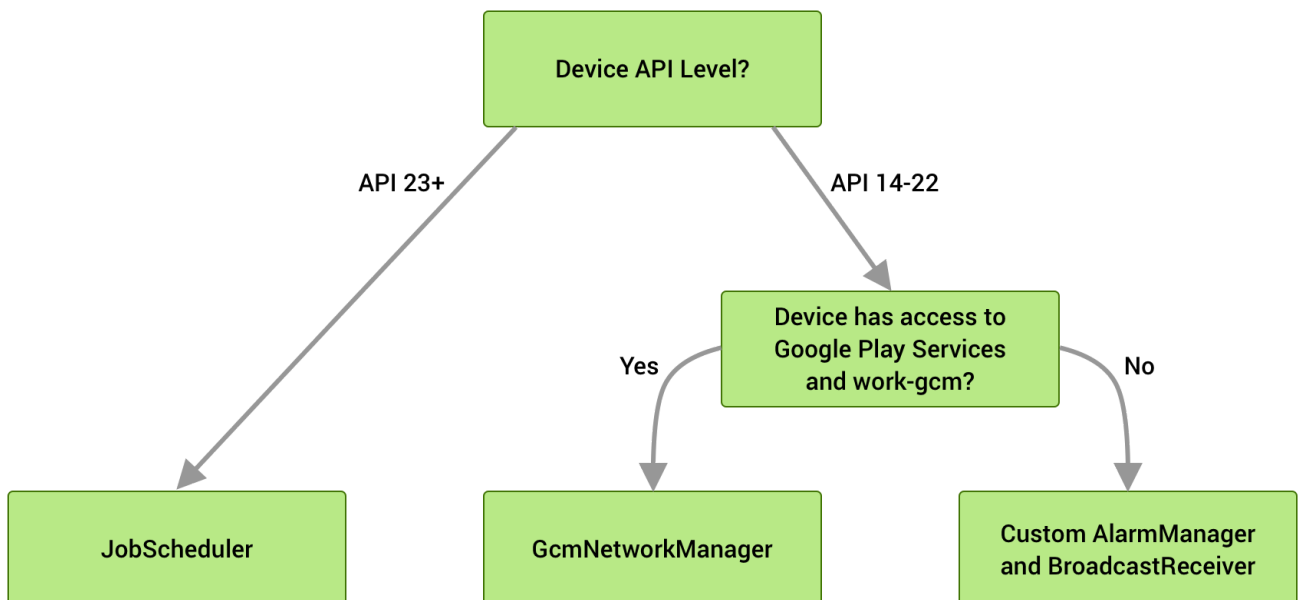 Device API Level?
API 23+
API 14-22
Device has access to
Google Play Services
and work-gcm?
Yes
No
JobScheduler
GcmNetworkManager
Custom AlarmManager
and BroadcastReceiver